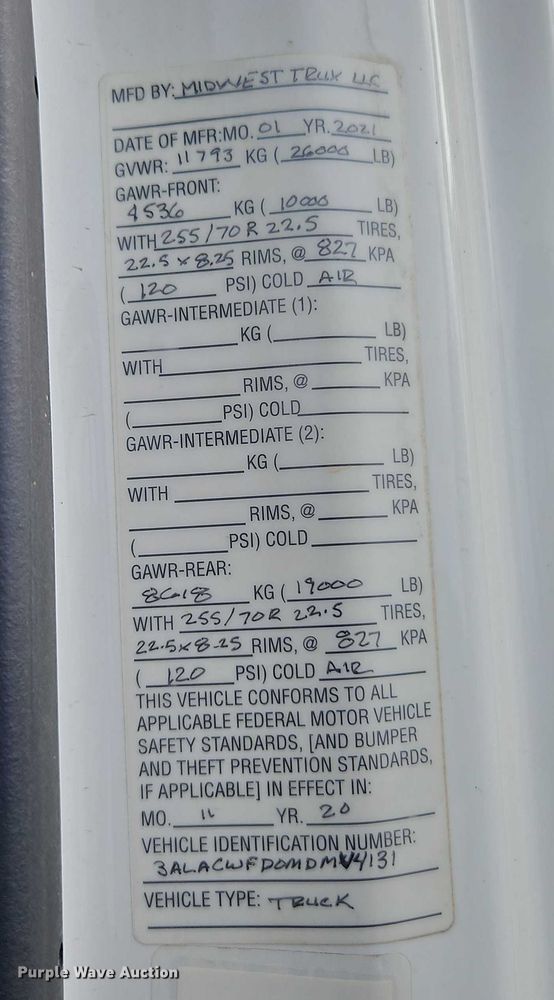 MFD BY: MIDWEST TRUX LLC
DATE OF MFR:MO. 01 YR. 2021
GVWR: 11793 KG ( 26000 LB)
GAWR-FRONT:
4536 KG ( 10000 LB)
WITH 255/70R 22.5 TIRES,
22.5 x 8.25 RIMS, @ 827 KPA
( 120 PSI) COLD AIR
GAWR-INTERMEDIATE (1):
KG ( LB)
WITH TIRES,
RIMS, @ KPA
( PSI) COLD
GAWR-INTERMEDIATE (2):
KG ( LB)
WITH TIRES,
RIMS, @ KPA
( PSI) COLD
GAWR-REAR:
8618 KG ( 19000 LB)
WITH 255/70R 22.5 TIRES,
22.5x8.25 RIMS, @ 827 KPA
( 120 PSI) COLD AIR
THIS VEHICLE CONFORMS TO ALL
APPLICABLE FEDERAL MOTOR VEHICLE
SAFETY STANDARDS, [AND BUMPER
AND THEFT PREVENTION STANDARDS,
IF APPLICABLE] IN EFFECT IN:
MO. 11 YR. 20
VEHICLE IDENTIFICATION NUMBER:
3ALACWFD0MDMV4131
VEHICLE TYPE: TRUCK
Purple Wave Auction